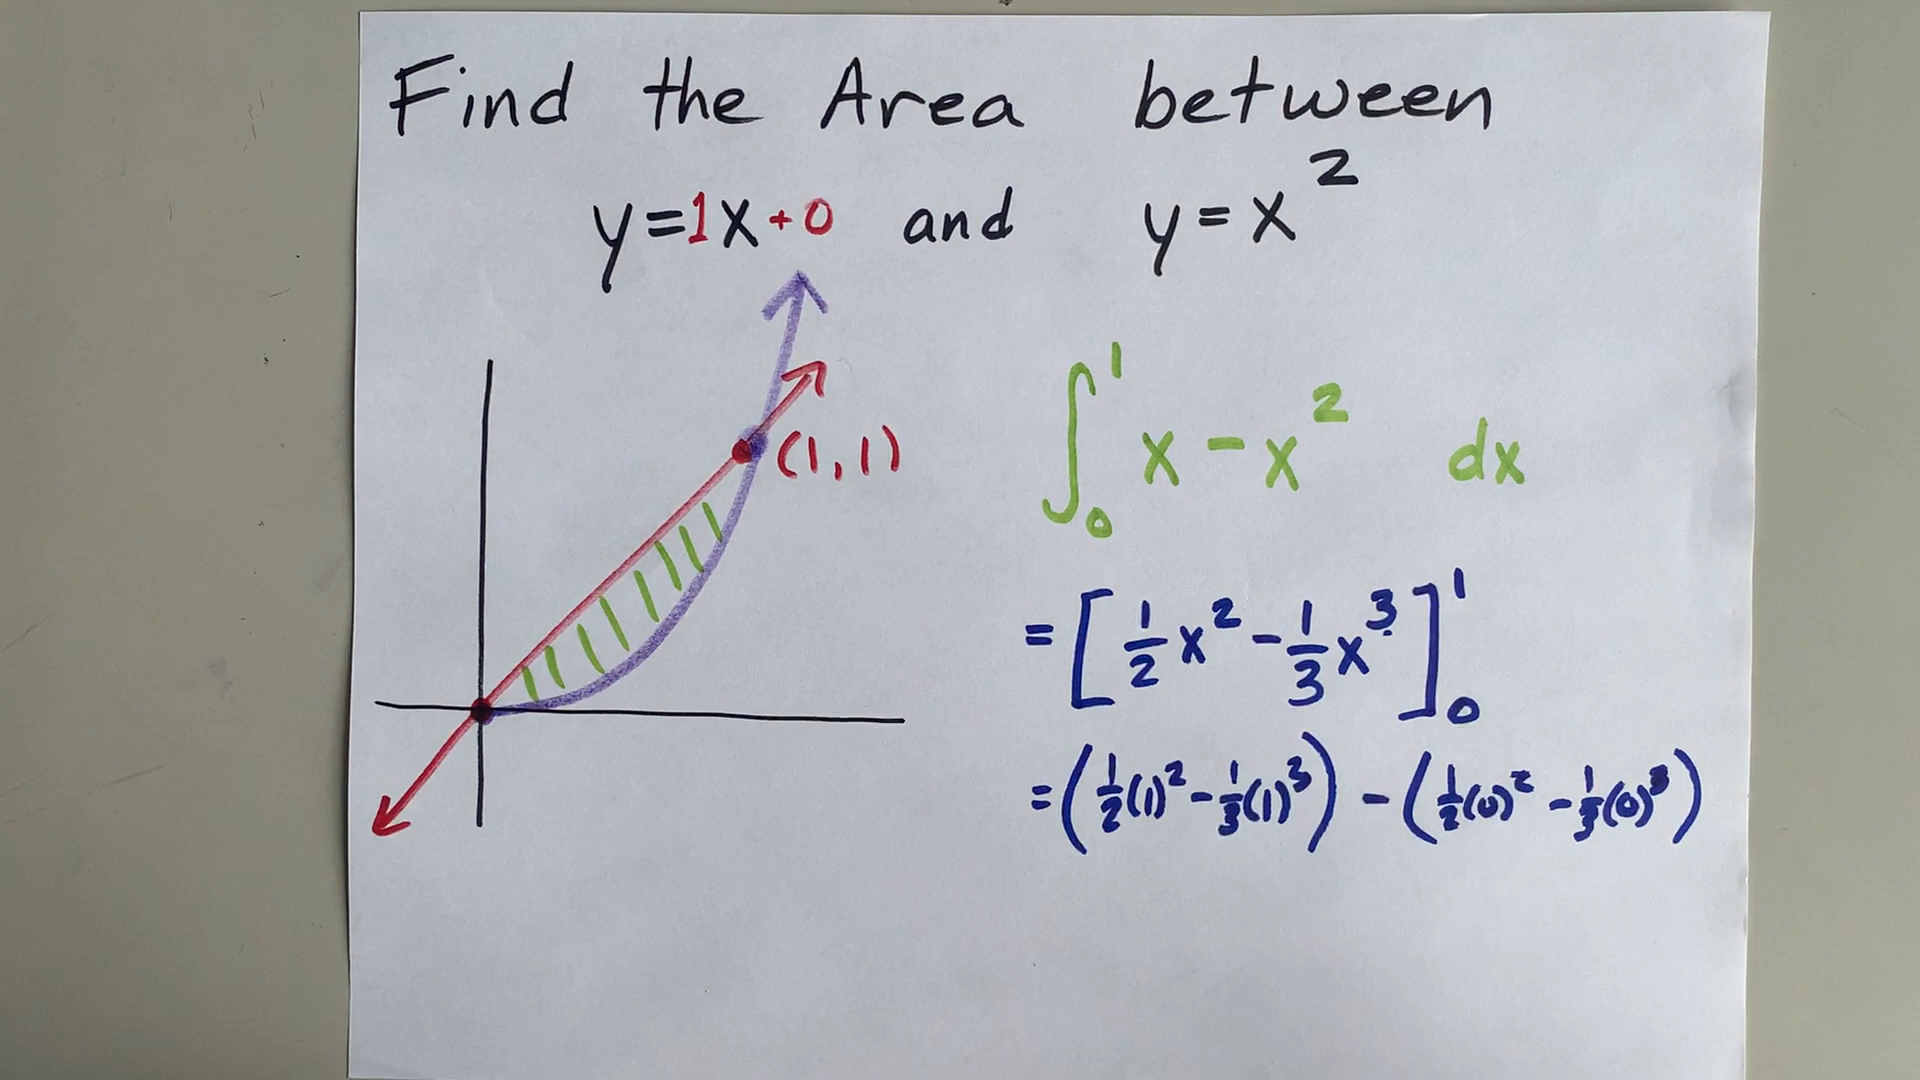 Find the Area between
y=1x+0 and y=x²
(1,1)
∫₀¹ x-x² dx
=[½x²-⅓x³]₀¹
=(½(1)²-⅓(1)³)-(½(0)²-⅓(0)³)